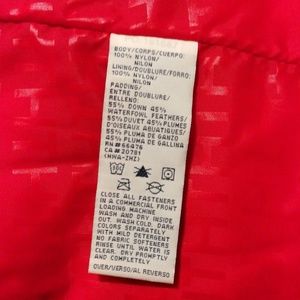 BODY/CORPS/CUERPO:
100% NYLON/
NILON
LINING/DOUBLURE/FORRO:
100% NYLON/
NILON
PADDING/
ENTRE DOUBLURE/
RELLENO:
55% DOWN 45%
WATERFOWL FEATHERS/
55% DUVET 45% PLUMES
D'OISEAUX AQUATIQUES/
55% PLUMA DE GANZO
45% PLUMA DE GALLINA
RN# 66476
CA# 20781
(MWA-ZHZ)
CLOSE ALL FASTENERS
IN A COMMERCIAL FRONT
LOADING MACHINE
WASH AND DRY INSIDE
OUT. WASH DARK
COLORS SEPARATELY
WITH MILD DETERGENT
NO FABRIC SOFTENERS
RINSE UNTIL WATER IS
CLEAR. DRY PROMPTLY
AND COMPLETELY
OVER/VERSO/AL REVERSO